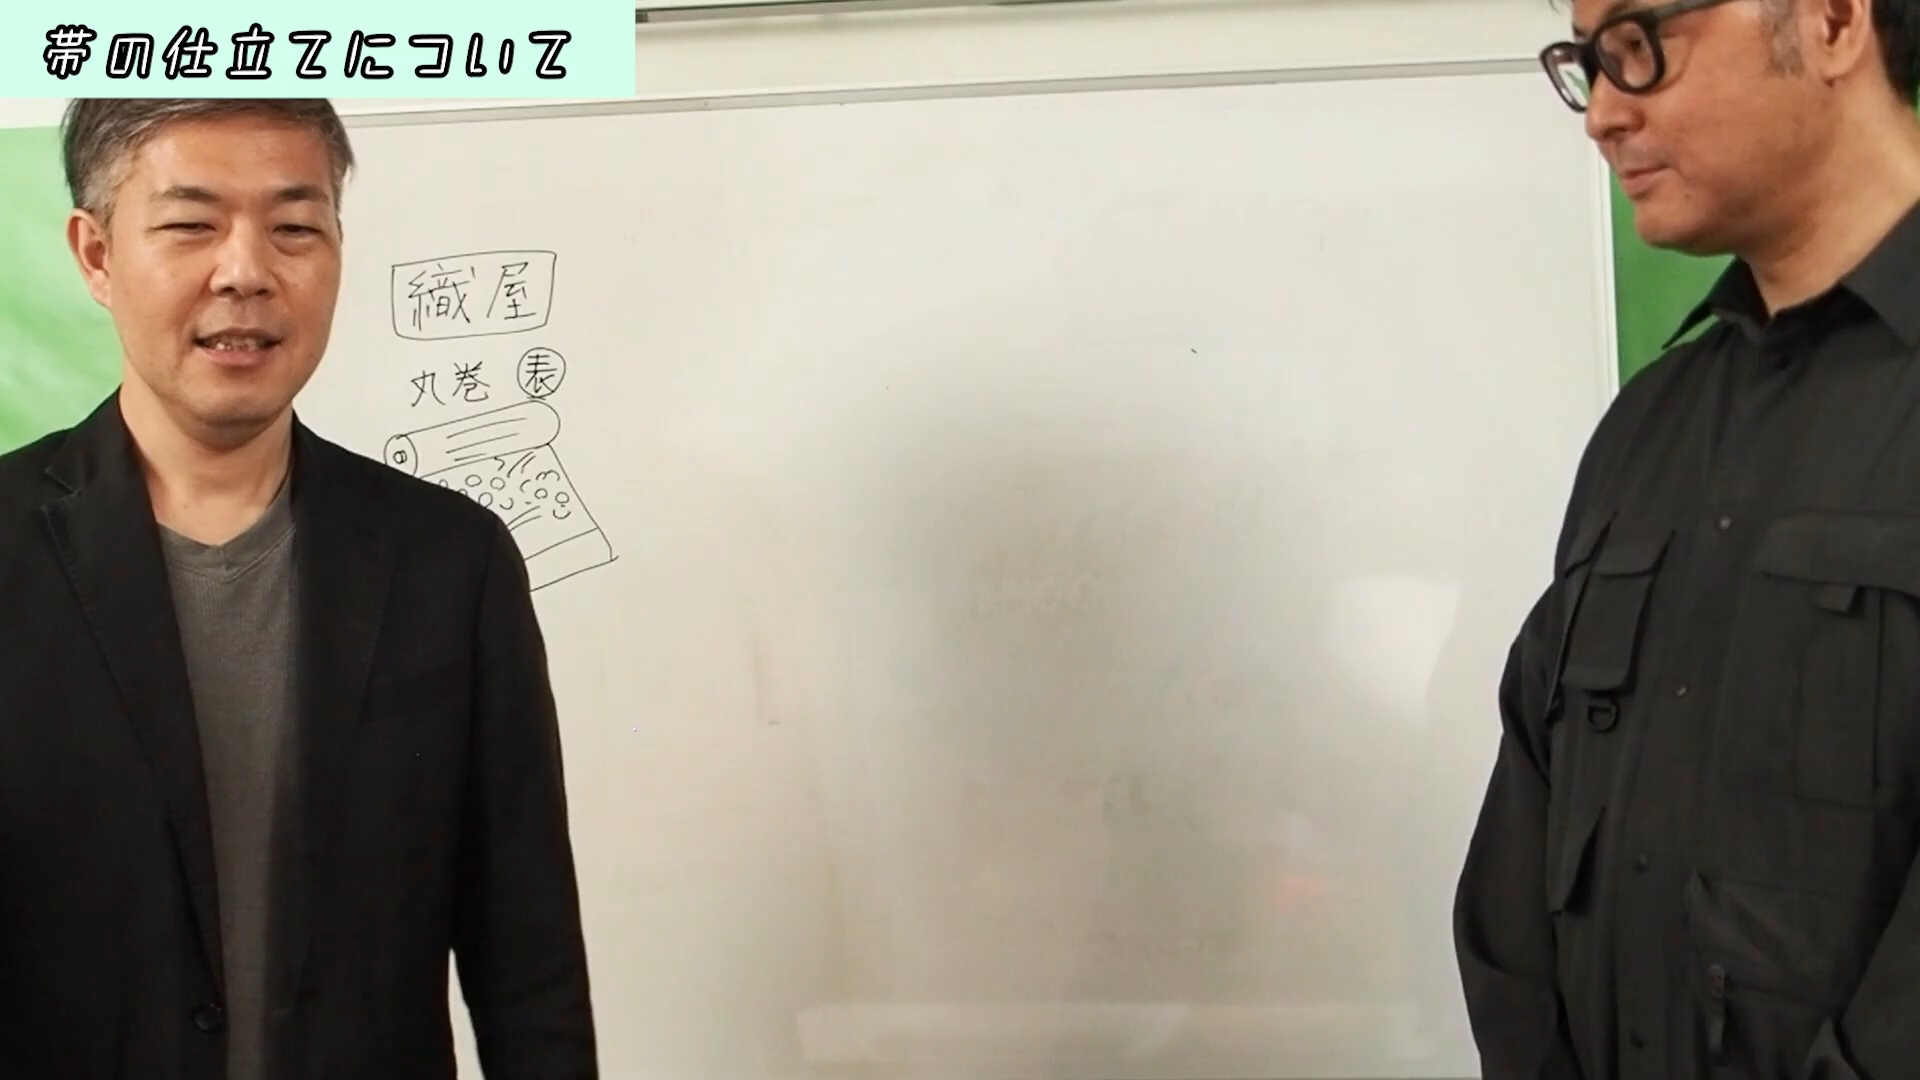 帯の仕立てについて
織屋
丸巻 表